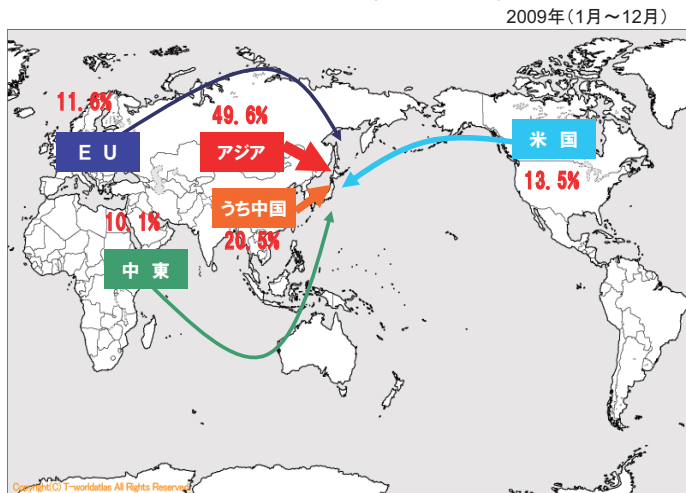 2009年(1月～12月)
11.6%
49.6%
ＥＵ
アジア
米国
うち中国
13.5%
10.1%
20.5%
中東
Copyright(C) T-worldatlas All Rights Reserved